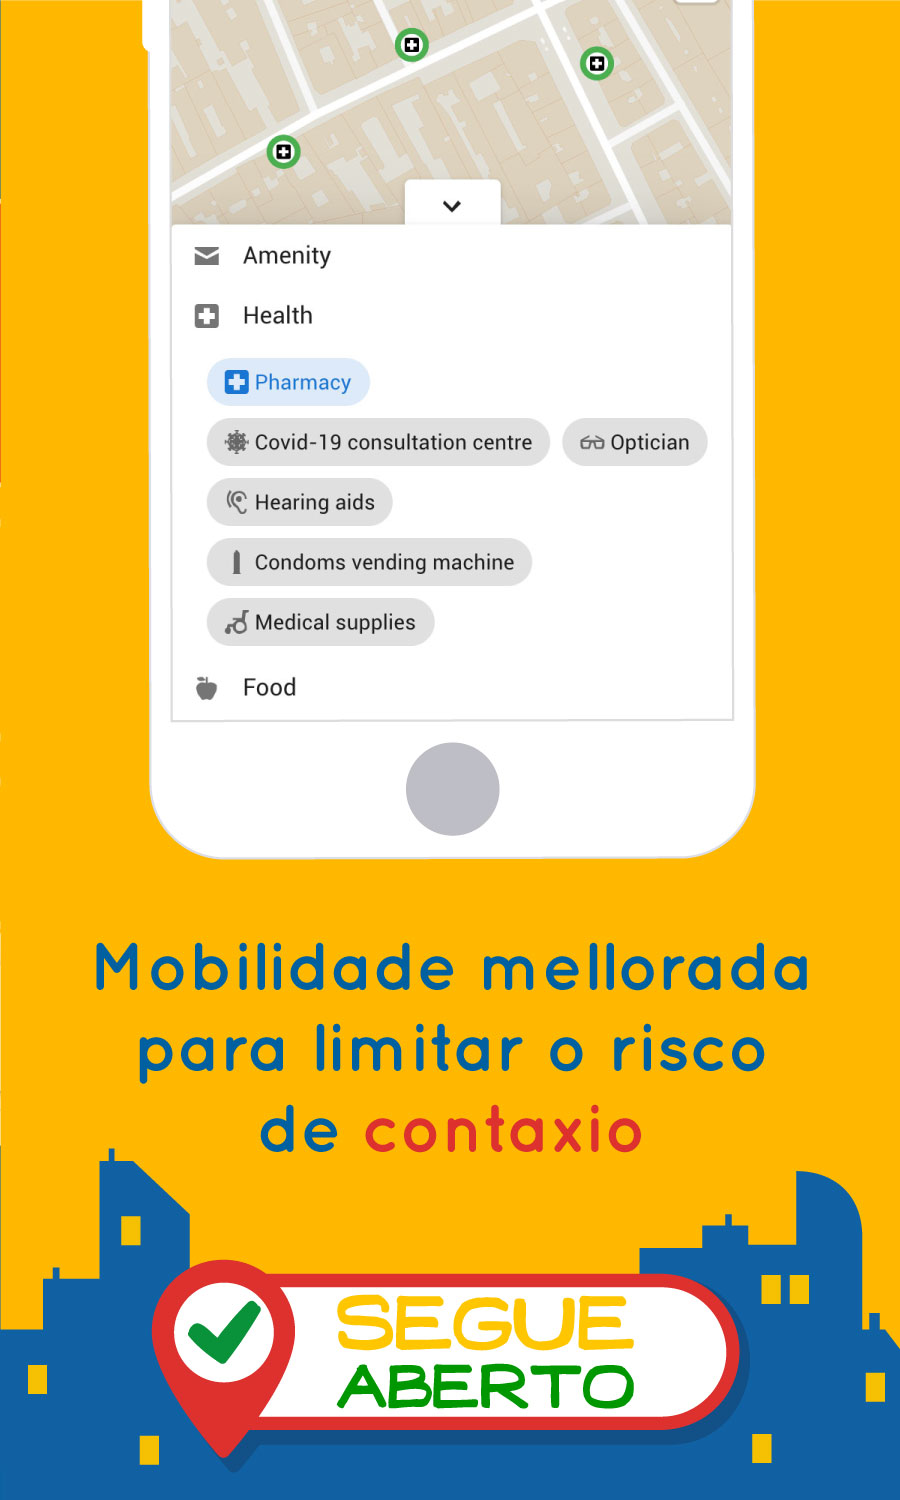 Amenity
Health
Pharmacy
Covid-19 consultation centre
Optician
Hearing aids
Condoms vending machine
Medical supplies
Food
Mobilidade mellorada
para limitar o risco
de contaxio
SEGUE
ABERTO